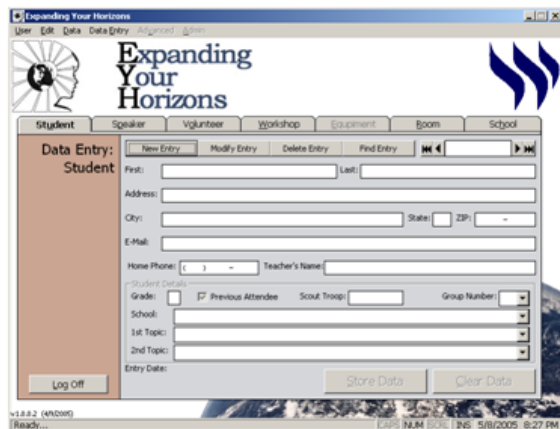 Expanding Your Horizons
User Edit Data Data Entry Advanced Admin
Expanding
Your
Horizons
Student Speaker Volunteer Workshop Equipment Room School
Data Entry:
Student
New Entry Modify Entry Delete Entry Find Entry
First: Last:
Address:
City: State: ZIP: -
E-Mail:
Home Phone: ( ) - Teacher's Name:
Student Details
Grade: Previous Attendee Scout Troop: Group Number:
School:
1st Topic:
2nd Topic:
Entry Date:
Log Off Store Data Clear Data
v1.0.0.2 (4/9/2005)
Ready... CAPS NUM SCRL INS 5/8/2005 8:27 PM